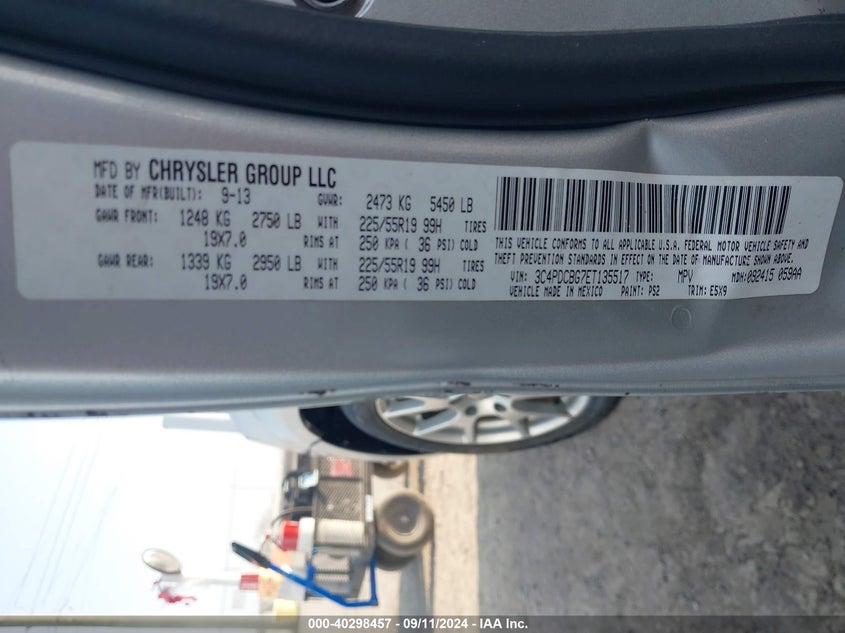 MFD BY CHRYSLER GROUP LLC
DATE OF MFR(BUILT): 9-13 GVWR: 2473 KG 5450 LB
GAWR FRONT: 1248 KG 2750 LB WITH 225/55R19 99H TIRES
19X7.0 RIMS AT 250 KPA ( 36 PSI) COLD
GAWR REAR: 1339 KG 2950 LB WITH 225/55R19 99H TIRES
19X7.0 RIMS AT 250 KPA ( 36 PSI) COLD
THIS VEHICLE CONFORMS TO ALL APPLICABLE U.S.A. FEDERAL MOTOR VEHICLE SAFETY AND
THEFT PREVENTION STANDARDS IN EFFECT ON THE DATE OF MANUFACTURE SHOWN ABOVE.
VIN: 3C4PDCBG7ET135517 TYPE: MPV MDH:092415 059AA
VEHICLE MADE IN MEXICO PAINT: PS2 TRIM: E5X9
000-40298457 - 09/11/2024 - IAA Inc.